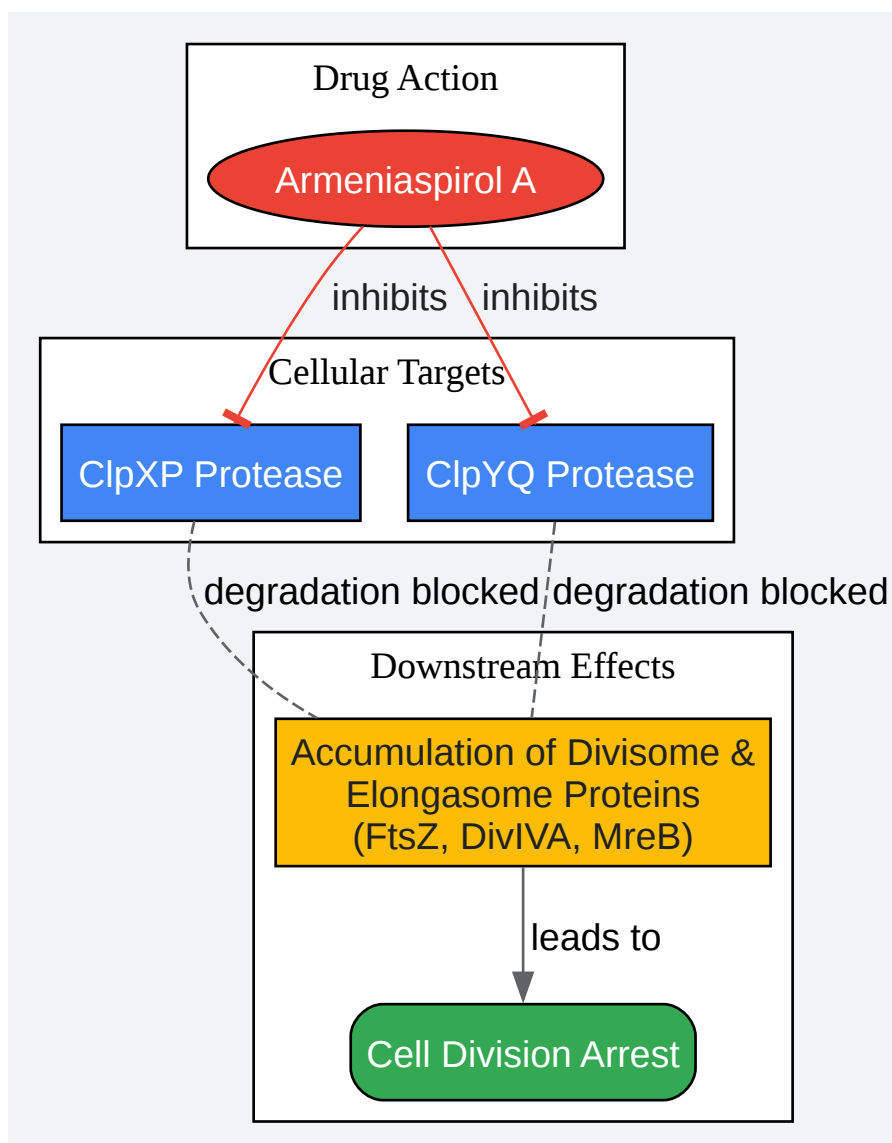 Drug Action
Armeniaspirol A
inhibits inhibits
Cellular Targets
ClpXP Protease ClpYQ Protease
degradation blocked degradation blocked
Downstream Effects
Accumulation of Divisome &
Elongasome Proteins
(FtsZ, DivIVA, MreB)
leads to
Cell Division Arrest